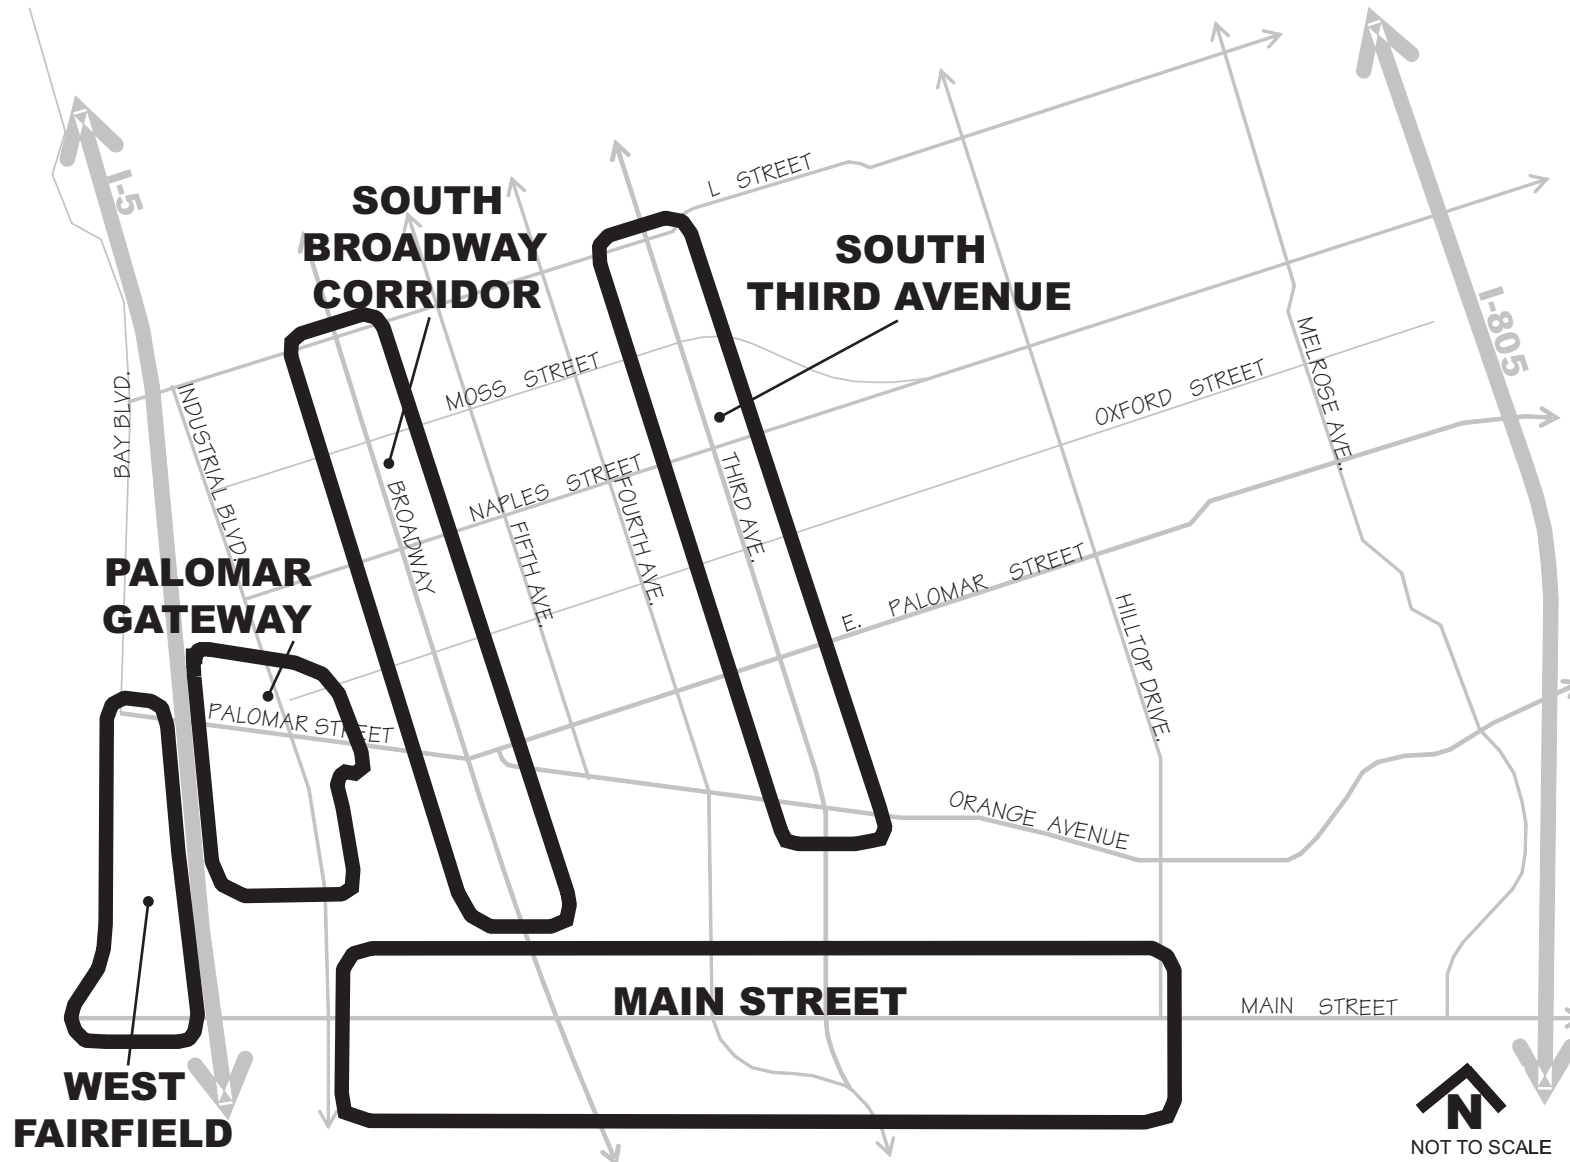 L STREET
I-5
SOUTH
BROADWAY
CORRIDOR
SOUTH
THIRD AVENUE
I-805
MOSS STREET
OXFORD STREET
MELROSE AVE.
BAY BLVD.
INDUSTRIAL BLVD.
NAPLES STREET
BROADWAY
FIFTH AVE.
FOURTH AVE.
THIRD AVE.
PALOMAR
GATEWAY
E. PALOMAR STREET
HILLTOP DRIVE.
PALOMAR STREET
ORANGE AVENUE
MAIN STREET
MAIN STREET
WEST
FAIRFIELD
N
NOT TO SCALE